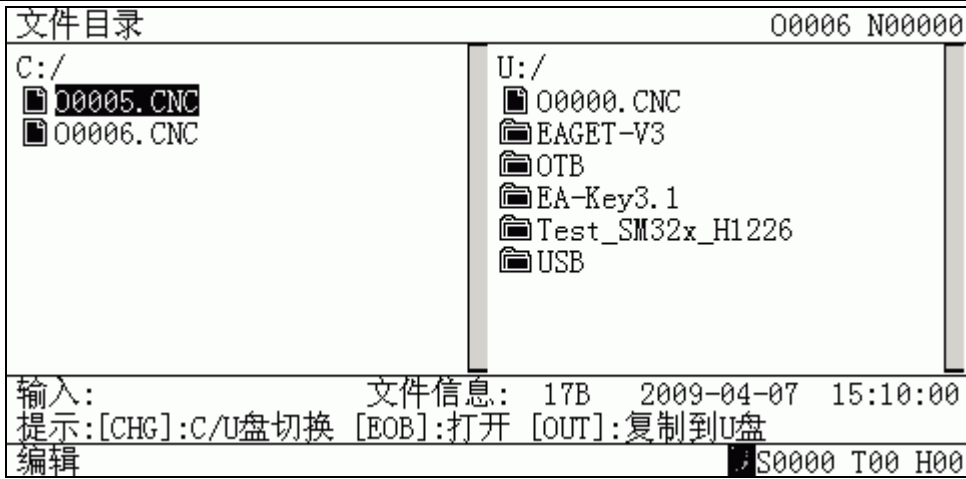 文件目录 O0006 N00000
C:/
O0005.CNC
O0006.CNC
U:/
O0000.CNC
EAGET-V3
OTB
EA-Key3.1
Test_SM32x_H1226
USB
输入: 文件信息: 17B 2009-04-07 15:10:00
提示:[CHG]:C/U盘切换 [EOB]:打开 [OUT]:复制到U盘
编辑 S0000 T00 H00